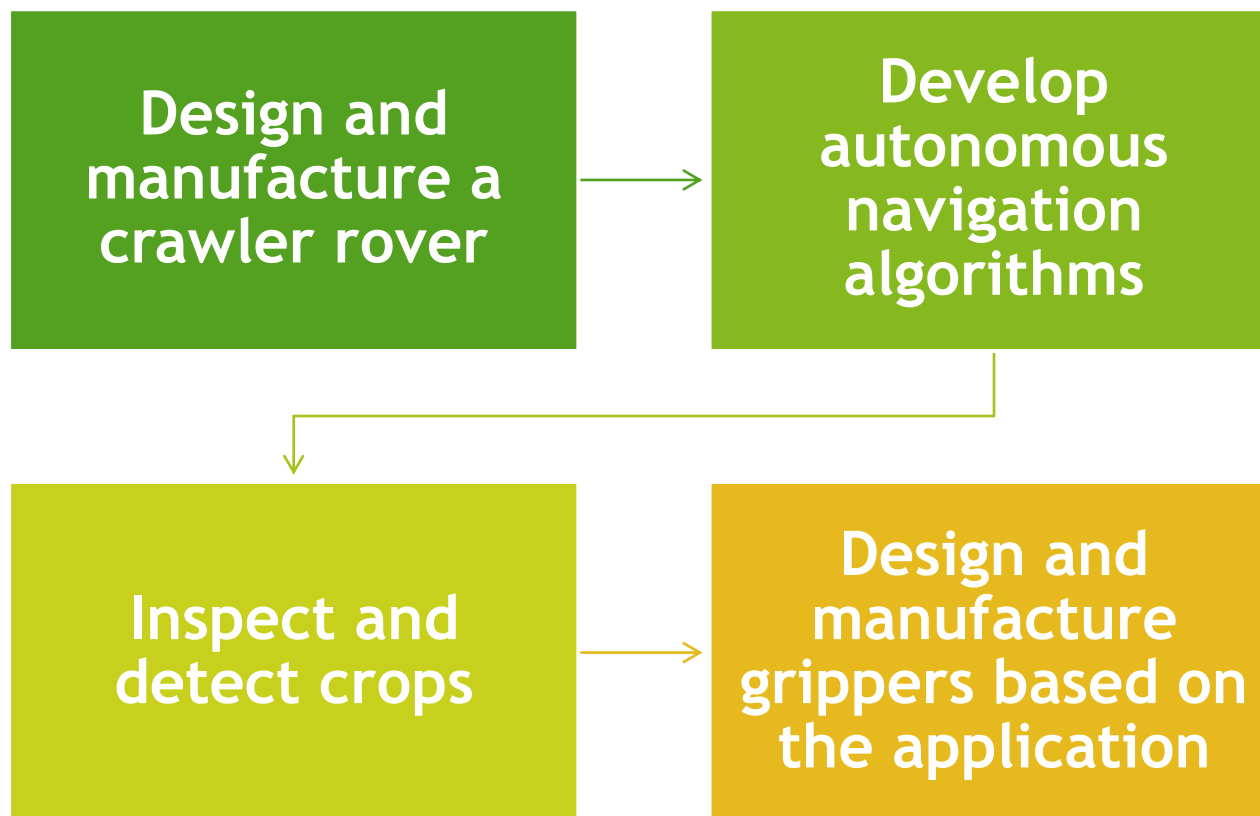 Design and
manufacture a
crawler rover
Develop
autonomous
navigation
algorithms
Inspect and
detect crops
Design and
manufacture
grippers based on
the application